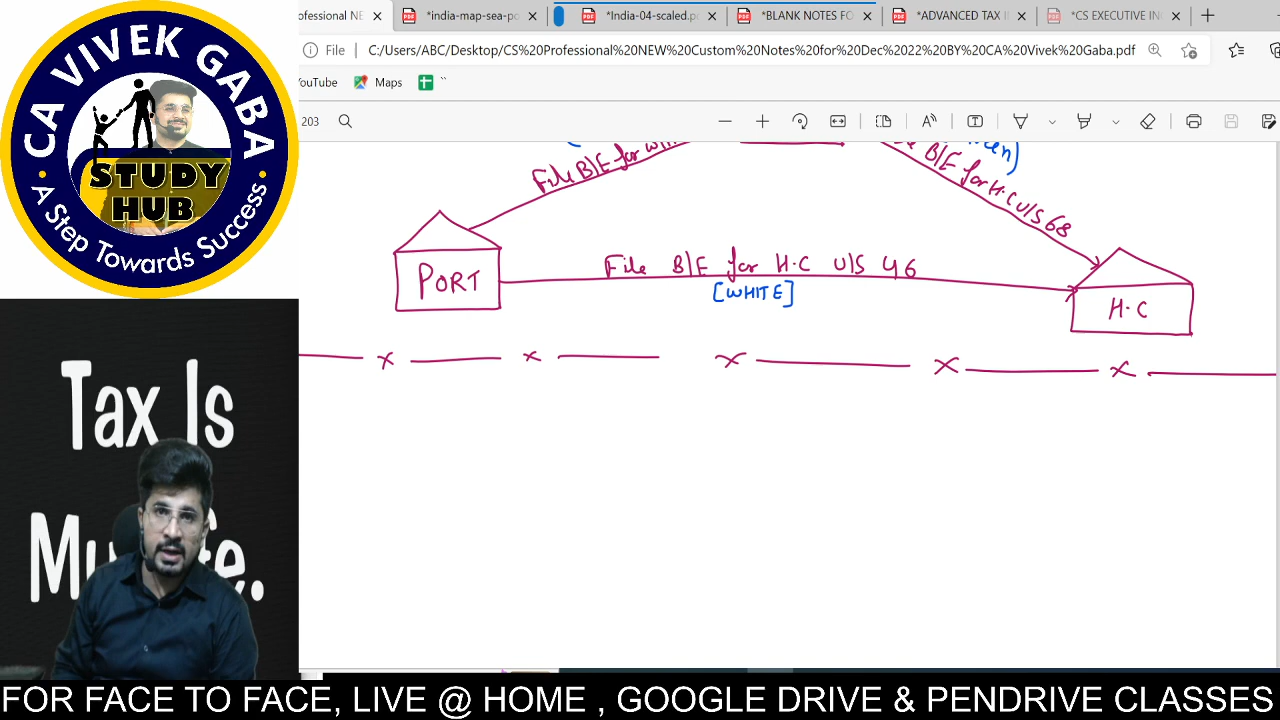 ofessional NE
*india-map-sea-po
*India-04-scaled.p
*BLANK NOTES FO
*ADVANCED TAX
*CS EXECUTIVE IN
File
C:/Users/ABC/Desktop/CS%20Professional%20NEW%20Custom%20Notes%20for%20Dec%2022%20BY%20CA%20Vivek%20Gaba.pdf
ouTube
Maps
``
203
CA VIVEK GABA
STUDY
HUB
A Step Towards Success
File B/E for
B/E for H.C U/S 68
PORT
File B/E for H.C U/S 46
[WHITE]
H.C
Tax Is
FOR FACE TO FACE, LIVE @ HOME , GOOGLE DRIVE & PENDRIVE CLASSES